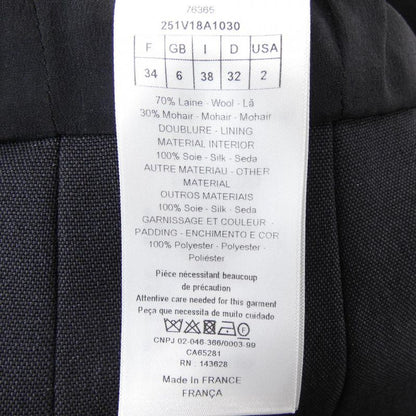 76365
251V18A1030
F GB I D USA
34 6 38 32 2
70% Laine - Wool - Lã
30% Mohair - Mohair - Mohair
DOUBLURE - LINING
MATERIAL INTERIOR
100% Soie - Silk - Seda
AUTRE MATERIAU - OTHER
MATERIAL
OUTROS MATERIAIS
100% Soie - Silk - Seda
GARNISSAGE ET COULEUR -
PADDING - ENCHIMENTO E COR
100% Polyester - Polyester -
Poliéster
Pièce nécessitant beaucoup
de précaution
Attentive care needed for this garment
Peça que necessita de muito cuidado
CNPJ 02-046-366/0003-99
CA65281
RN : 143628
Made in FRANCE
FRANÇA